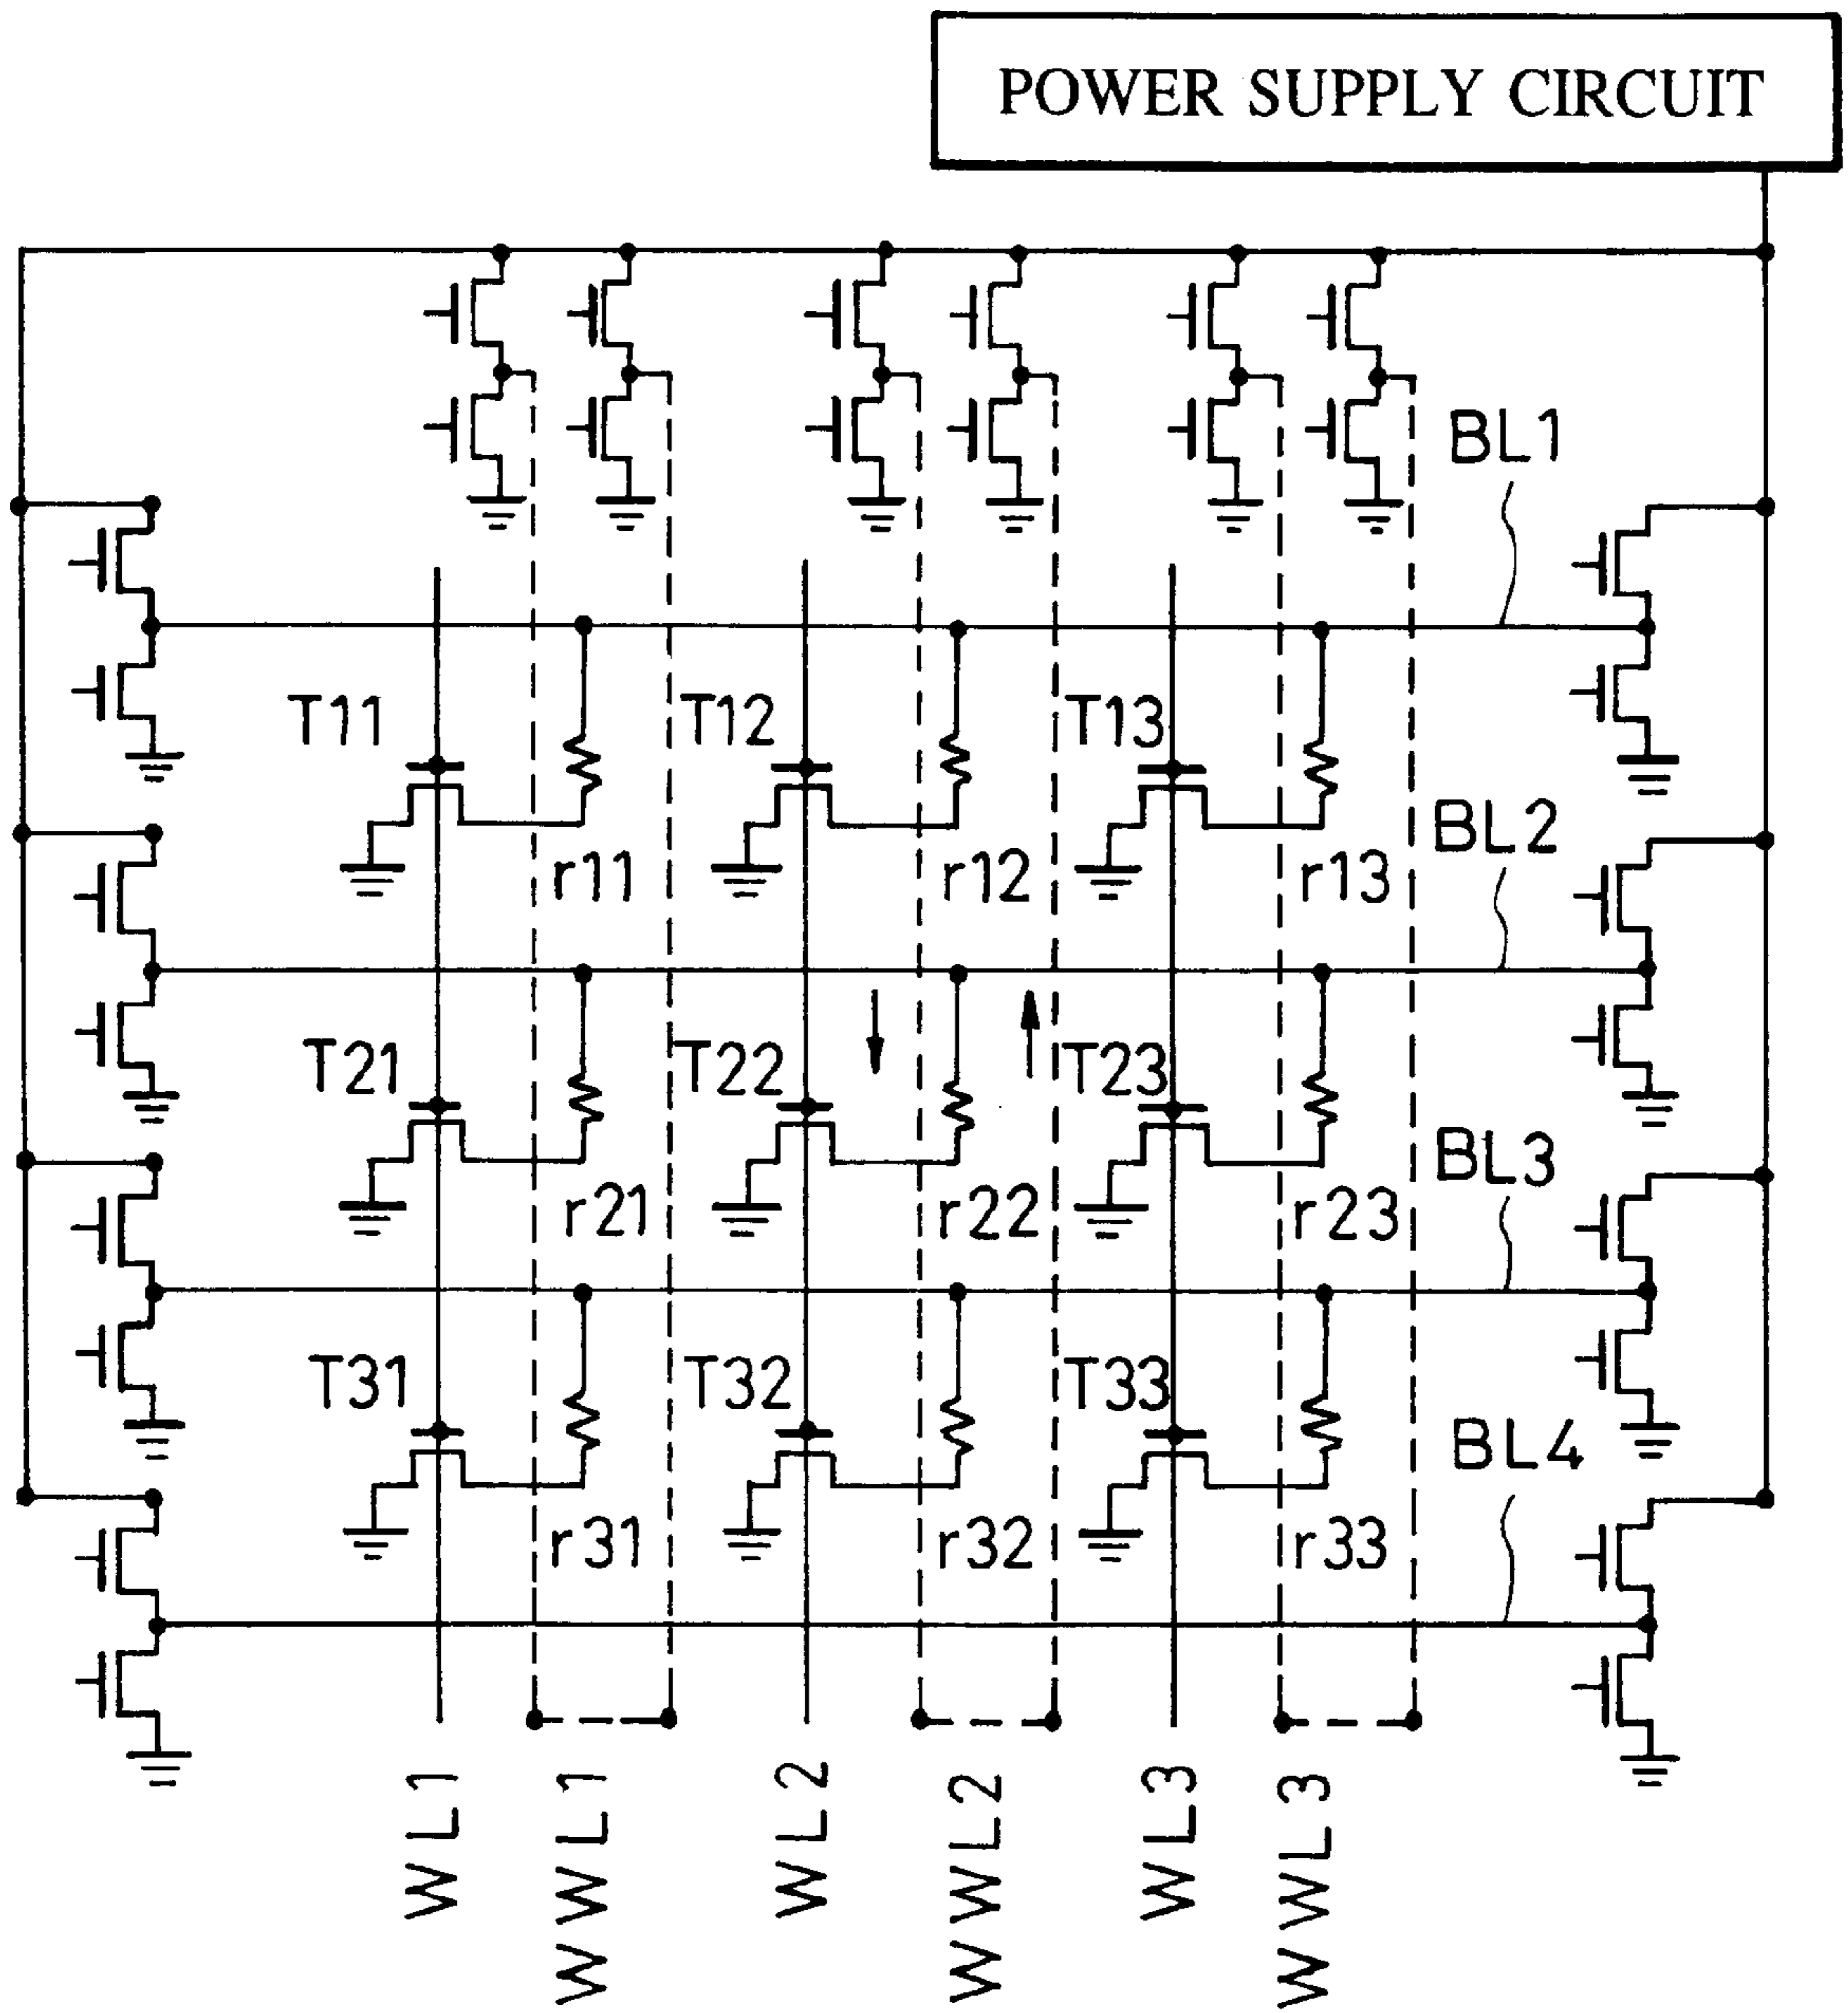 POWER SUPPLY CIRCUIT
BL1
T11
T12
T13
BL2
r11
r12
r13
T21
T22
T23
BL3
r21
r22
r23
T31
T32
T33
BL4
r31
r32
r33
WL1
WWL1
WL2
WWL2
WL3
WWL3